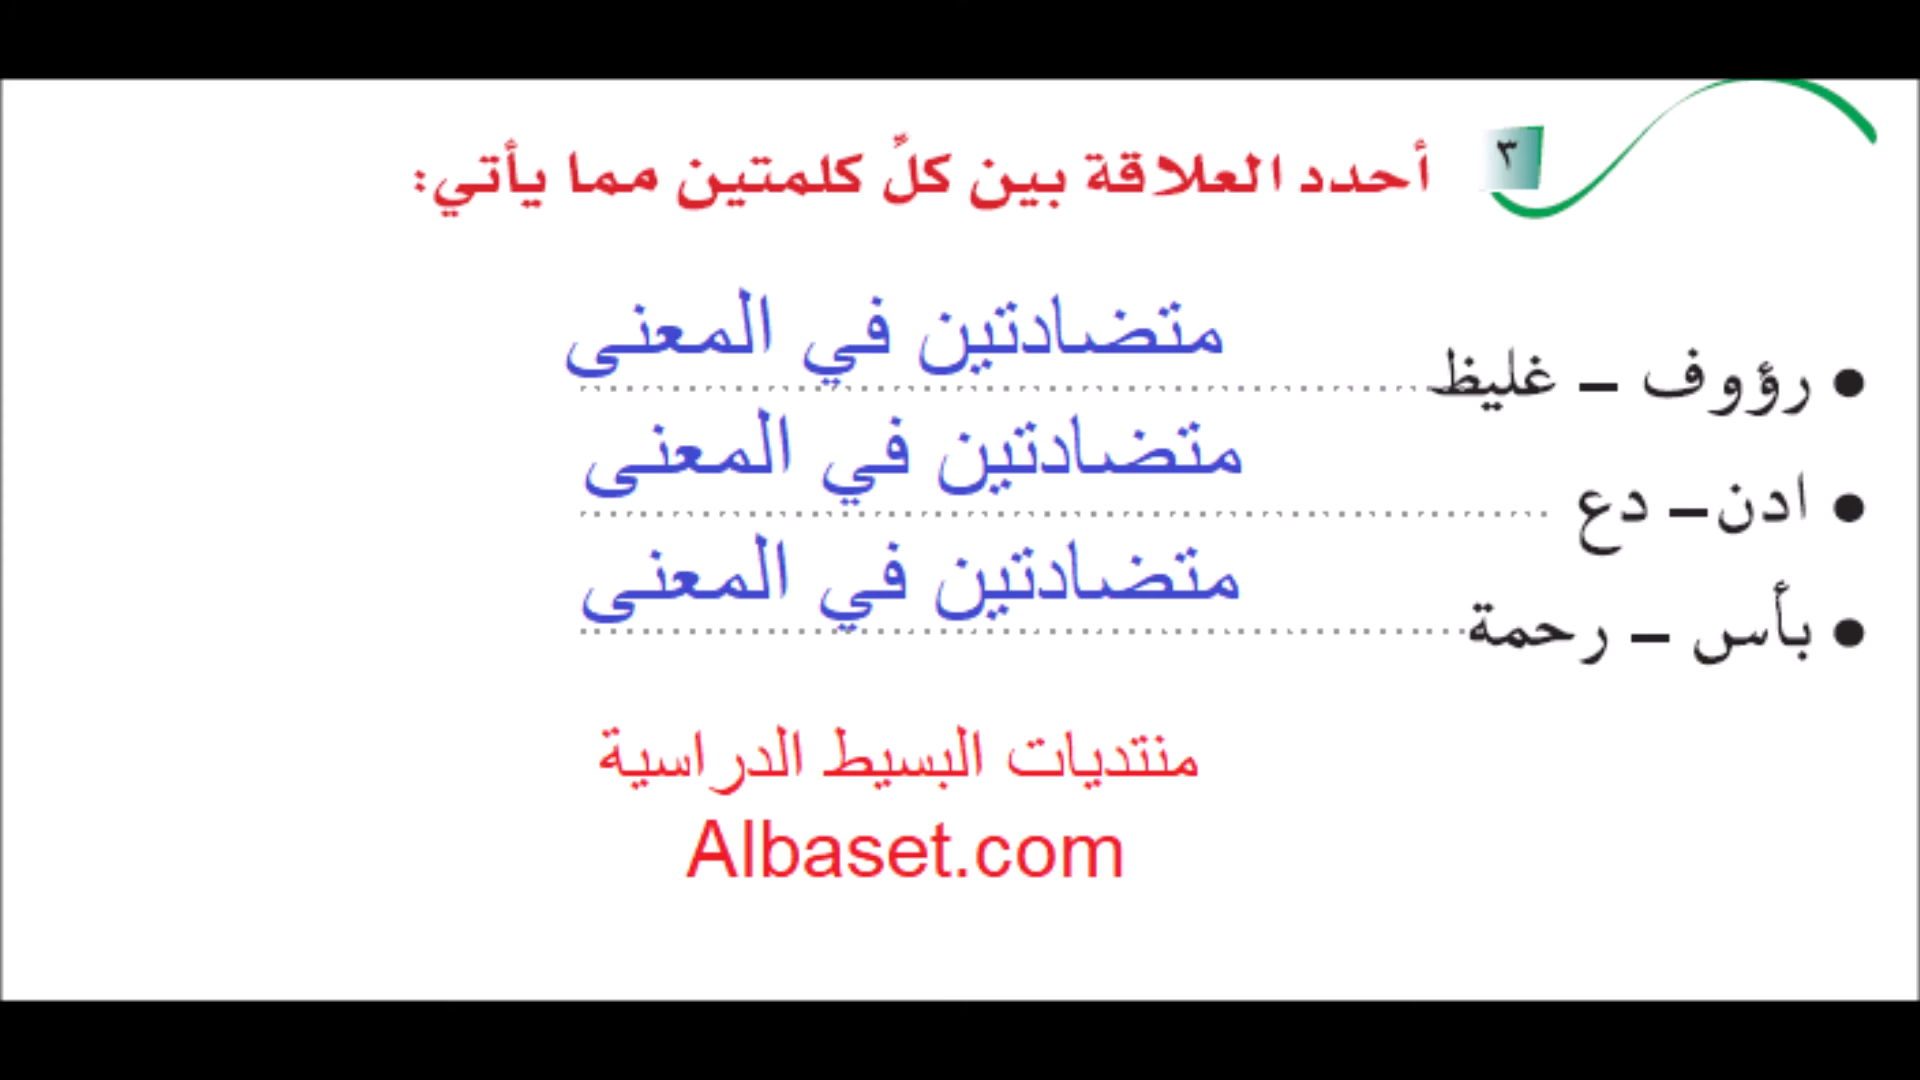 ٣ أحدد العلاقة بين كلِّ كلمتين مما يأتي:
• رؤوف – غليظ متضادتين في المعنى
• ادن – دع متضادتين في المعنى
• بأس – رحمة متضادتين في المعنى
منتديات البسيط الدراسية
Albaset.com